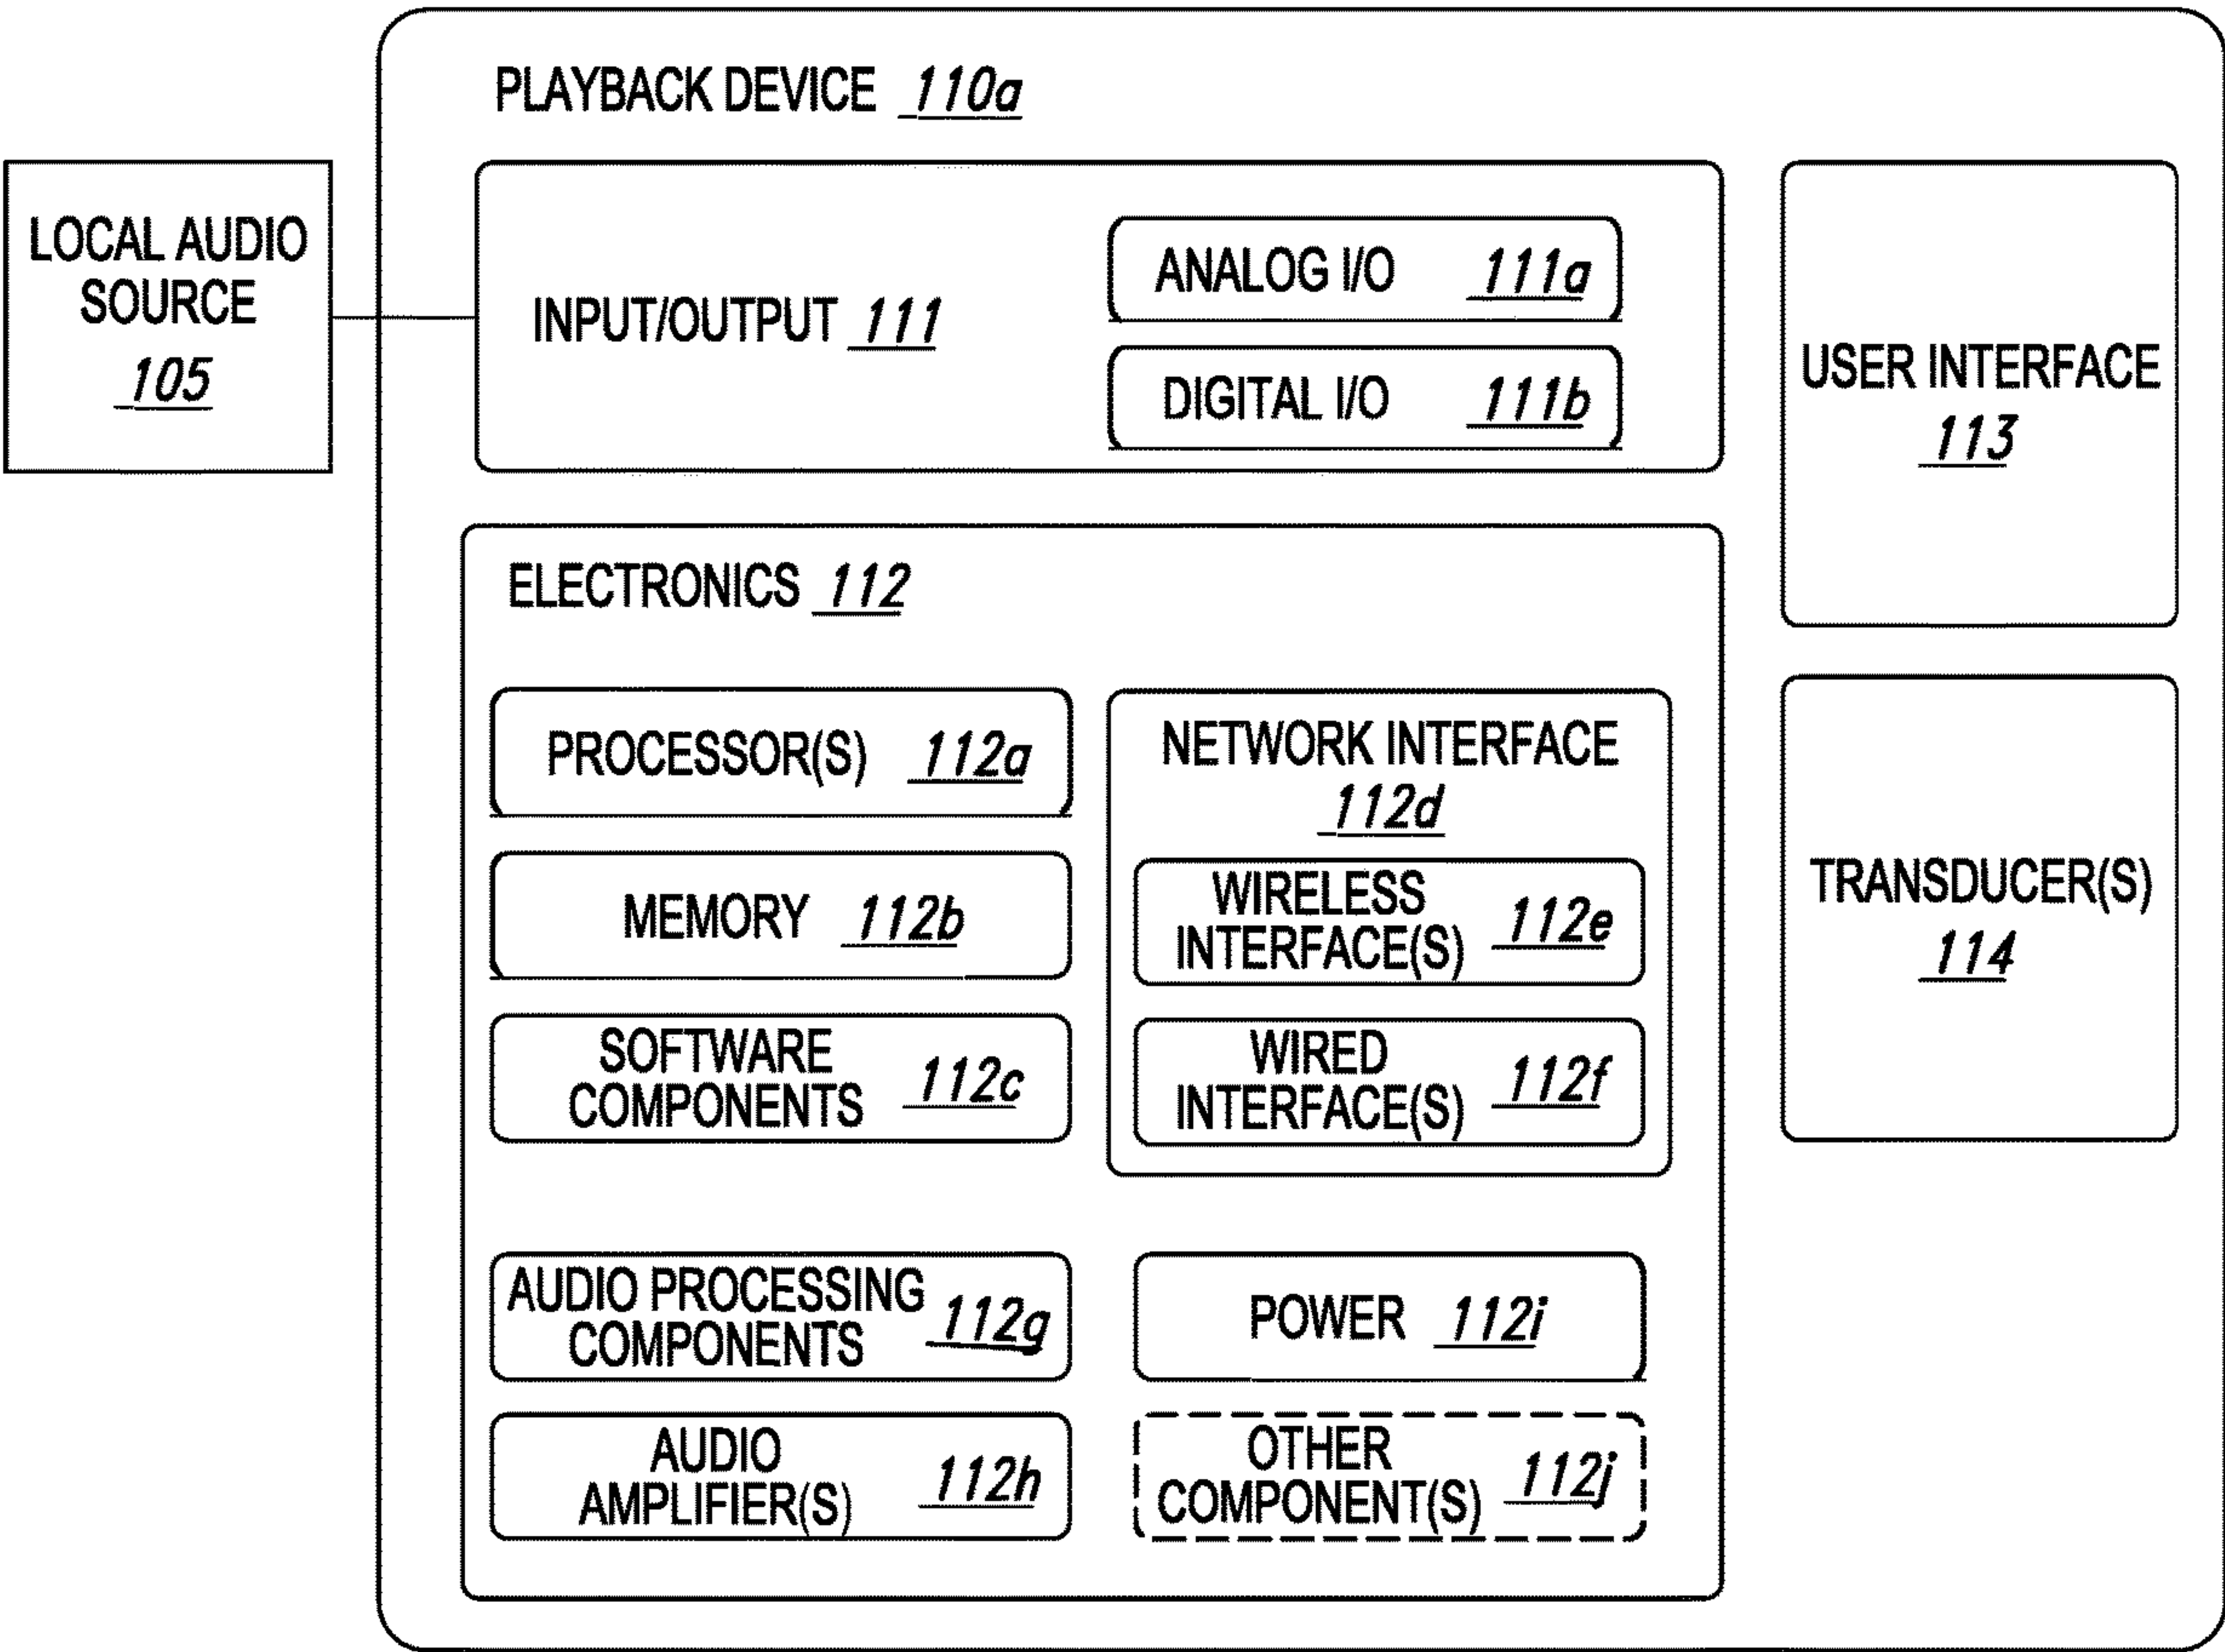 PLAYBACK DEVICE 110a
LOCAL AUDIO
SOURCE
105
INPUT/OUTPUT 111
ANALOG I/O 111a
DIGITAL I/O 111b
USER INTERFACE
113
ELECTRONICS 112
PROCESSOR(S) 112a
MEMORY 112b
SOFTWARE
COMPONENTS 112c
NETWORK INTERFACE
112d
WIRELESS
INTERFACE(S) 112e
WIRED
INTERFACE(S) 112f
TRANSDUCER(S)
114
AUDIO PROCESSING
COMPONENTS 112g
POWER 112i
AUDIO
AMPLIFIER(S) 112h
OTHER
COMPONENT(S) 112j